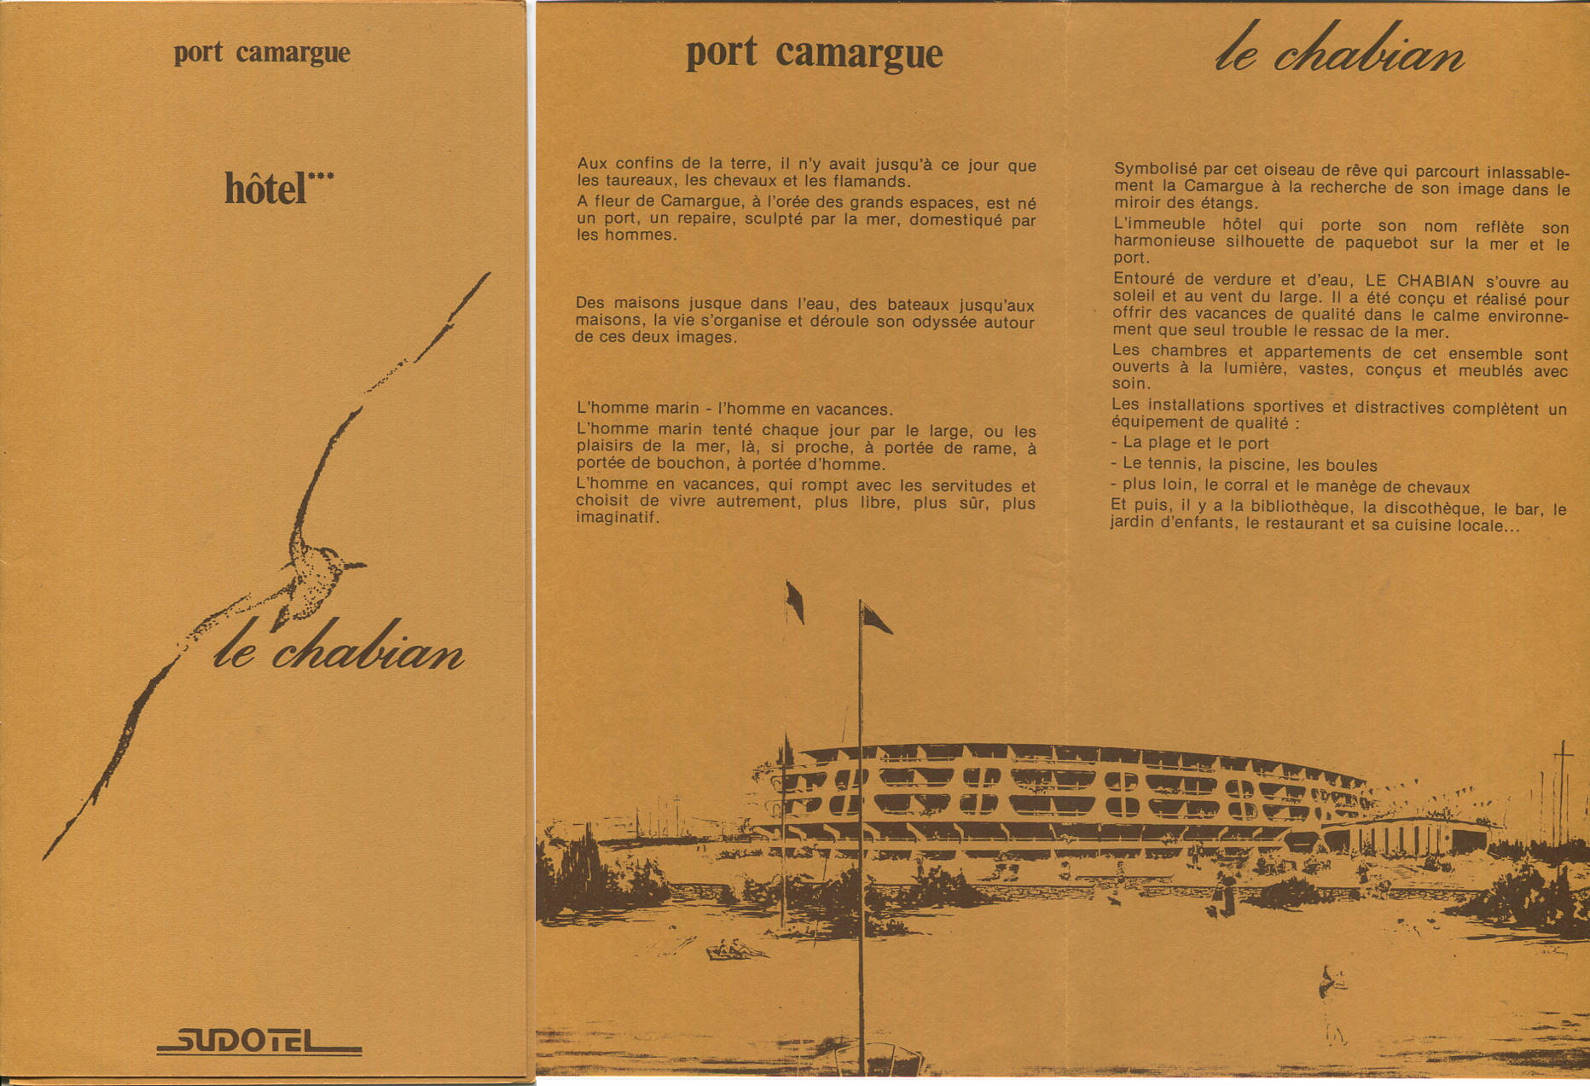 port camargue
hôtel***
le chabian
SUDOTEL
port camargue
Aux confins de la terre, il n'y avait jusqu'à ce jour que
les taureaux, les chevaux et les flamands.
A fleur de Camargue, à l'orée des grands espaces, est né
un port, un repaire, sculpté par la mer, domestiqué par
les hommes.
Des maisons jusque dans l'eau, des bateaux jusqu'aux
maisons, la vie s'organise et déroule son odyssée autour
de ces deux images.
L'homme marin - l'homme en vacances.
L'homme marin tenté chaque jour par le large, ou les
plaisirs de la mer, là, si proche, à portée de rame, à
portée de bouchon, à portée d'homme.
L'homme en vacances, qui rompt avec les servitudes et
choisit de vivre autrement, plus libre, plus sûr, plus
imaginatif.
le chabian
Symbolisé par cet oiseau de rêve qui parcourt inlassable-
ment la Camargue à la recherche de son image dans le
miroir des étangs.
L'immeuble hôtel qui porte son nom reflète son
harmonieuse silhouette de paquebot sur la mer et le
port.
Entouré de verdure et d'eau, LE CHABIAN s'ouvre au
soleil et au vent du large. Il a été conçu et réalisé pour
offrir des vacances de qualité dans le calme environne-
ment que seul trouble le ressac de la mer.
Les chambres et appartements de cet ensemble sont
ouverts à la lumière, vastes, conçus et meublés avec
soin.
Les installations sportives et distractives complètent un
équipement de qualité :
- La plage et le port
- Le tennis, la piscine, les boules
- plus loin, le corral et le manège de chevaux
Et puis, il y a la bibliothèque, la discothèque, le bar, le
jardin d'enfants, le restaurant et sa cuisine locale...